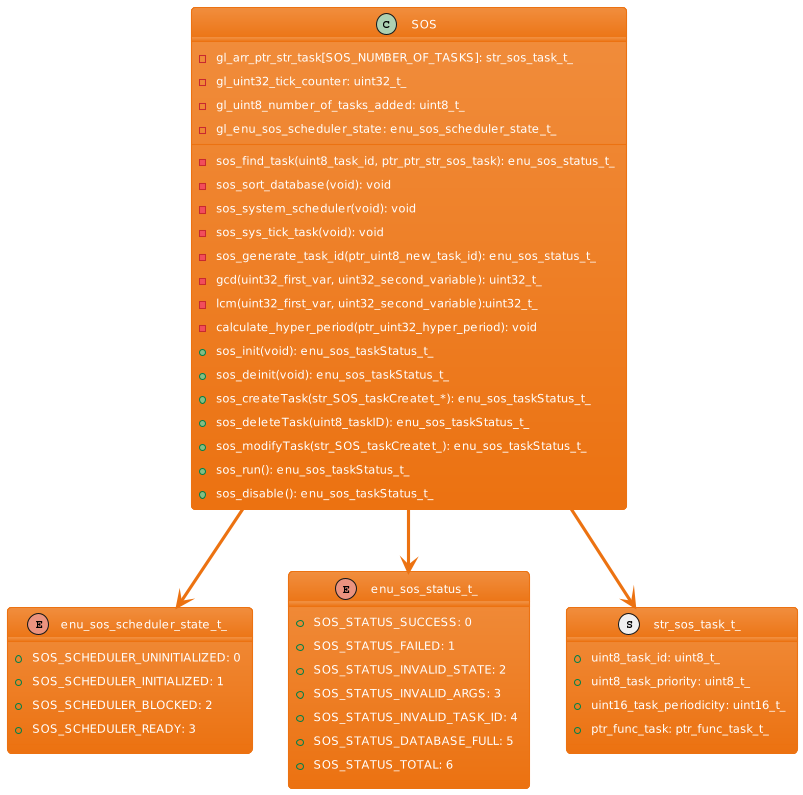 C SOS
gl_arr_ptr_str_task[SOS_NUMBER_OF_TASKS]: str_sos_task_t_
gl_uint32_tick_counter: uint32_t_
gl_uint8_number_of_tasks_added: uint8_t_
gl_enu_sos_scheduler_state: enu_sos_scheduler_state_t_
sos_find_task(uint8_task_id, ptr_ptr_str_sos_task): enu_sos_status_t_
sos_sort_database(void): void
sos_system_scheduler(void): void
sos_sys_tick_task(void): void
sos_generate_task_id(ptr_uint8_new_task_id): enu_sos_status_t_
gcd(uint32_first_var, uint32_second_variable): uint32_t_
lcm(uint32_first_var, uint32_second_variable):uint32_t_
calculate_hyper_period(ptr_uint32_hyper_period): void
sos_init(void): enu_sos_taskStatus_t_
sos_deinit(void): enu_sos_taskStatus_t_
sos_createTask(str_SOS_taskCreatet_*): enu_sos_taskStatus_t_
sos_deleteTask(uint8_taskID): enu_sos_taskStatus_t_
sos_modifyTask(str_SOS_taskCreatet_): enu_sos_taskStatus_t_
sos_run(): enu_sos_taskStatus_t_
sos_disable(): enu_sos_taskStatus_t_
E enu_sos_scheduler_state_t_
SOS_SCHEDULER_UNINITIALIZED: 0
SOS_SCHEDULER_INITIALIZED: 1
SOS_SCHEDULER_BLOCKED: 2
SOS_SCHEDULER_READY: 3
E enu_sos_status_t_
SOS_STATUS_SUCCESS: 0
SOS_STATUS_FAILED: 1
SOS_STATUS_INVALID_STATE: 2
SOS_STATUS_INVALID_ARGS: 3
SOS_STATUS_INVALID_TASK_ID: 4
SOS_STATUS_DATABASE_FULL: 5
SOS_STATUS_TOTAL: 6
S str_sos_task_t_
uint8_task_id: uint8_t_
uint8_task_priority: uint8_t_
uint16_task_periodicity: uint16_t_
ptr_func_task: ptr_func_task_t_